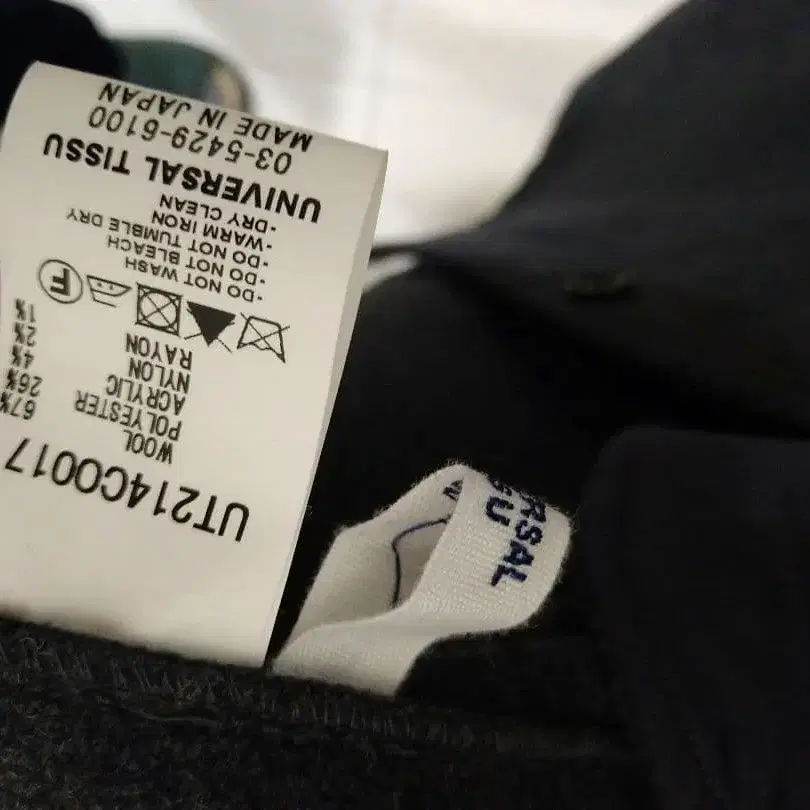 UT214C0017
WOOL 67%
POLYESTER 26%
ACRYLIC 4%
NYLON 2%
RAYON 1%
F
-DO NOT WASH
-DO NOT BLEACH
-DO NOT TUMBLE DRY
-WARM IRON
-DRY CLEAN
UNIVERSAL TISSU
03-5429-6100
MADE IN JAPAN
RSAL
SU